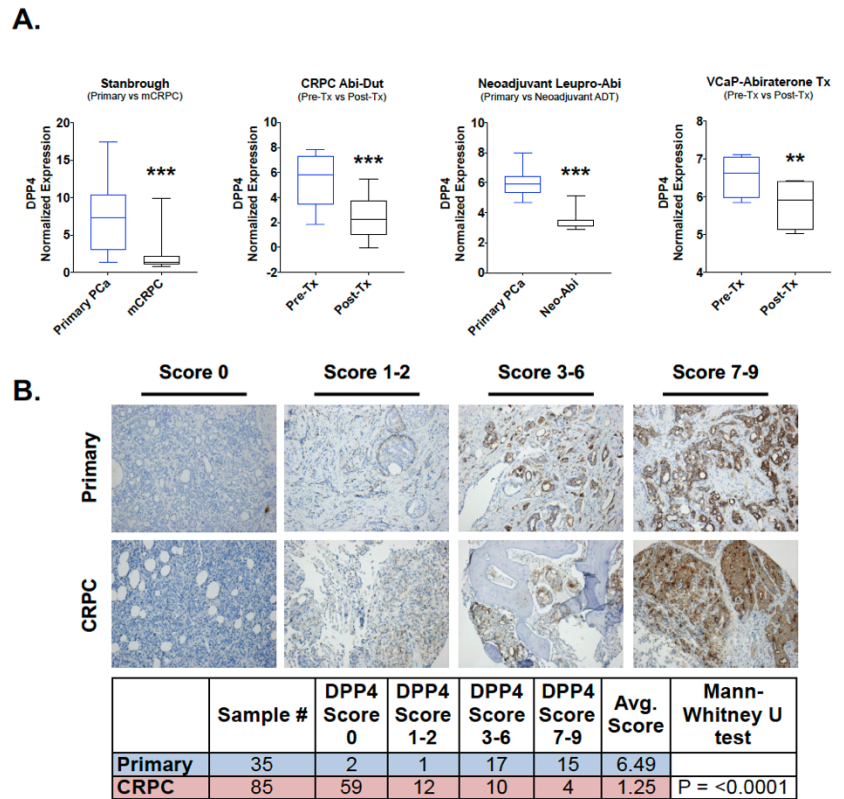 A.
Stanbrough
(Primary vs mCRPC)
DPP4
Normalized Expression
20
15
10
5
0
***
Primary PCa
mCRPC
CRPC Abi-Dut
(Pre-Tx vs Post-Tx)
DPP4
Normalized Expression
10
8
6
4
2
0
-2
***
Pre-Tx
Post-Tx
Neoadjuvant Leupro-Abi
(Primary vs Neoadjuvant ADT)
DPP4
Normalized Expression
10
8
6
4
2
0
***
Primary PCa
Neo-Abi
VCaP-Abiraterone Tx
(Pre-Tx vs Post-Tx)
DPP4
Normalized Expression
8
7
6
5
4
**
Pre-Tx
Post-Tx
B.
Score 0 Score 1-2 Score 3-6 Score 7-9
Primary
CRPC
Sample # DPP4 Score 0 DPP4 Score 1-2 DPP4 Score 3-6 DPP4 Score 7-9 Avg. Score Mann-Whitney U test
Primary 35 2 1 17 15 6.49
CRPC 85 59 12 10 4 1.25 P = <0.0001